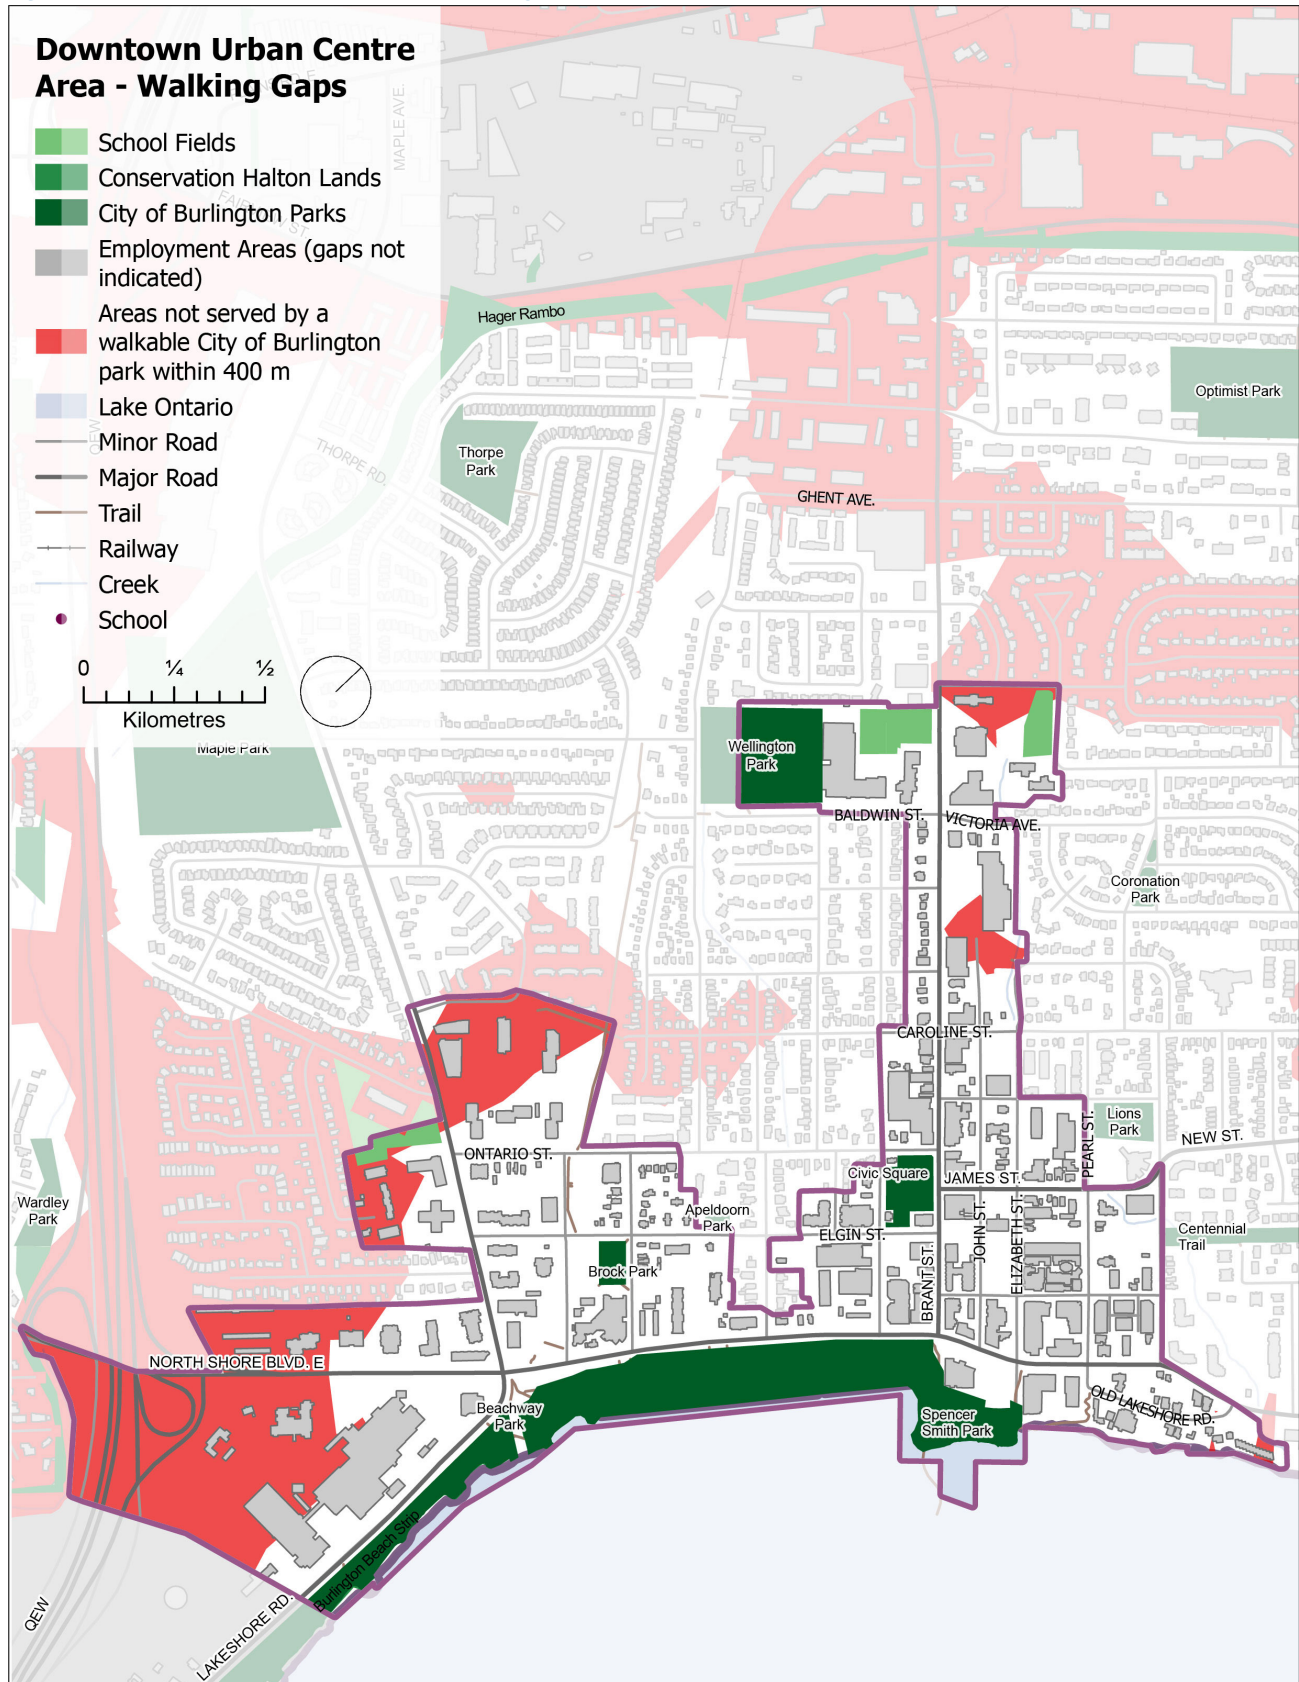 Downtown Urban Centre
Area - Walking Gaps
School Fields
Conservation Halton Lands
City of Burlington Parks
Employment Areas (gaps not
indicated)
Areas not served by a
walkable City of Burlington
park within 400 m
Lake Ontario
Minor Road
Major Road
Trail
Railway
Creek
School
0 ¼ ½
Kilometres
MAPLE AVE.
FAIRVIEW ST.
QEW
THORPE RD.
Hager Rambo
Optimist Park
Thorpe
Park
GHENT AVE.
Maple Park
Wellington
Park
BALDWIN ST.
VICTORIA AVE.
Coronation
Park
CAROLINE ST.
Lions
Park
PEARL ST.
NEW ST.
ONTARIO ST.
Civic Square
JAMES ST.
Wardley
Park
Apeldoorn
Park
ELGIN ST.
JOHN ST.
ELIZABETH ST.
Centennial
Trail
Brock Park
BRANT ST.
NORTH SHORE BLVD. E
Beachway
Park
Spencer
Smith Park
OLD LAKESHORE RD.
Burlington Beach Strip
QEW
LAKESHORE RD.